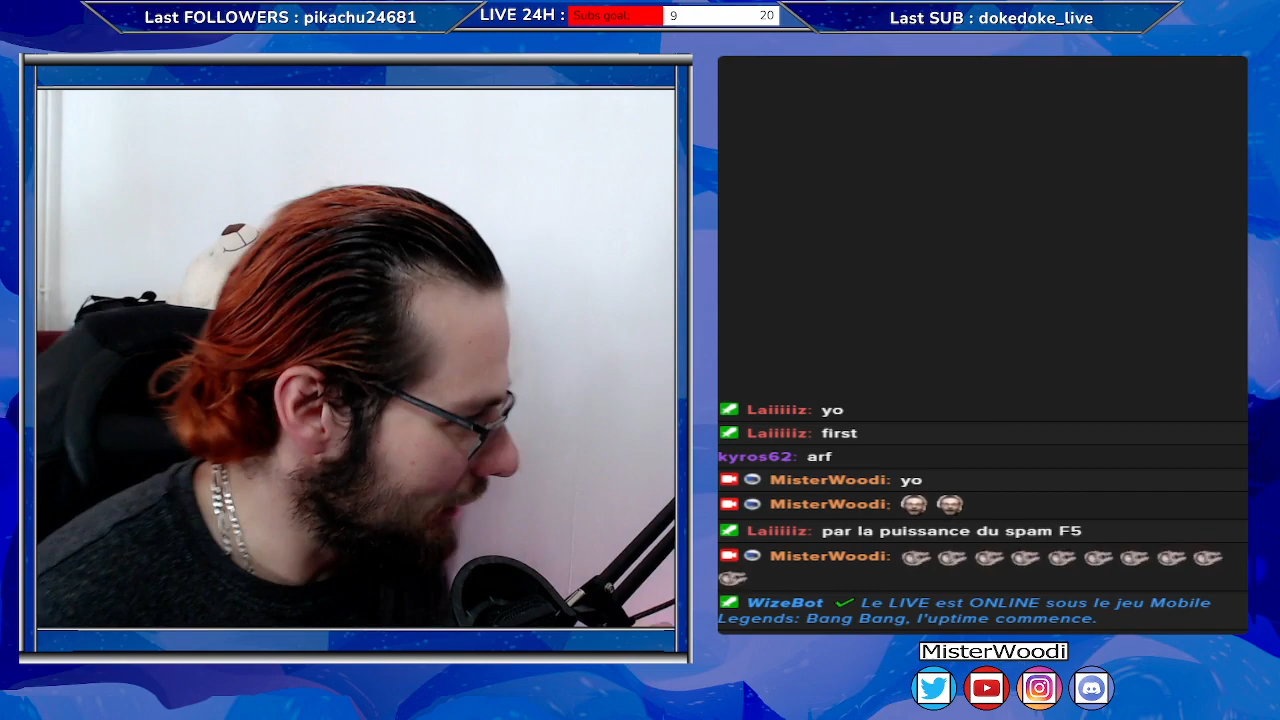 Last FOLLOWERS : pikachu24681
LIVE 24H :
Subs goal:
9
20
Last SUB : dokedoke_live
Laiiiiiz: yo
Laiiiiiz: first
kyros62: arf
MisterWoodi: yo
MisterWoodi:
Laiiiiiz: par la puissance du spam F5
MisterWoodi:
WizeBot Le LIVE est ONLINE sous le jeu Mobile
Legends: Bang Bang, l'uptime commence.
MisterWoodi